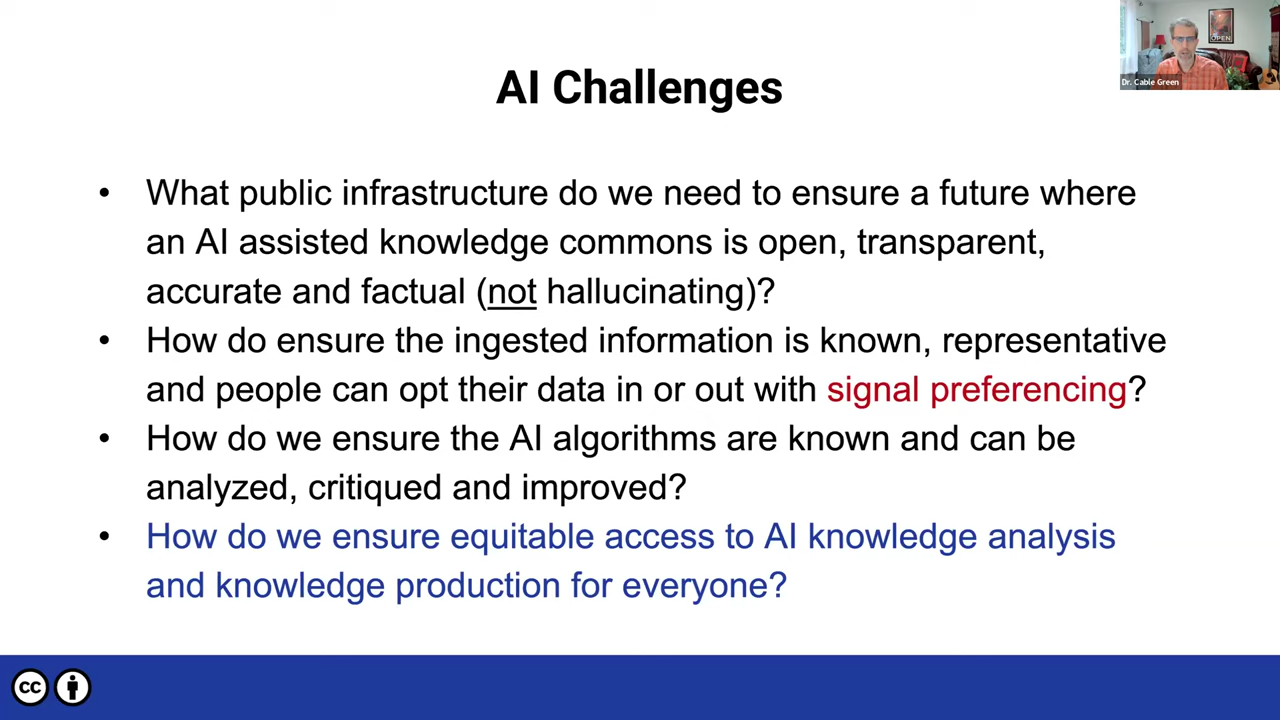 AI Challenges
OPEN
Dr. Cable Green
• What public infrastructure do we need to ensure a future where
an AI assisted knowledge commons is open, transparent,
accurate and factual (not hallucinating)?
• How do ensure the ingested information is known, representative
and people can opt their data in or out with signal preferencing?
• How do we ensure the AI algorithms are known and can be
analyzed, critiqued and improved?
• How do we ensure equitable access to AI knowledge analysis
and knowledge production for everyone?
cc